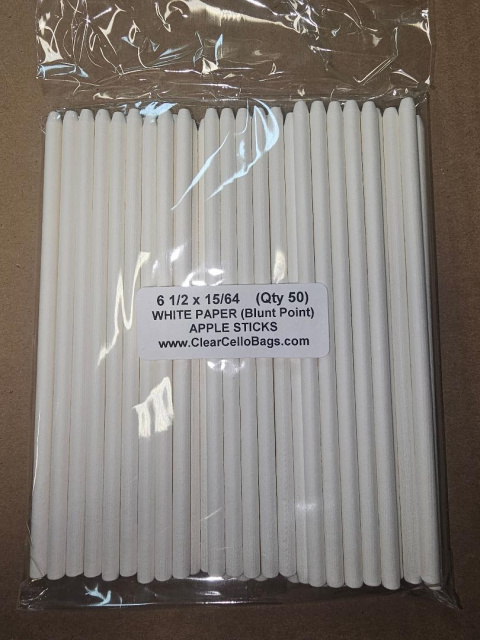 6 1/2 x 15/64 (Qty 50)
WHITE PAPER (Blunt Point)
APPLE STICKS
www.ClearCelloBags.com